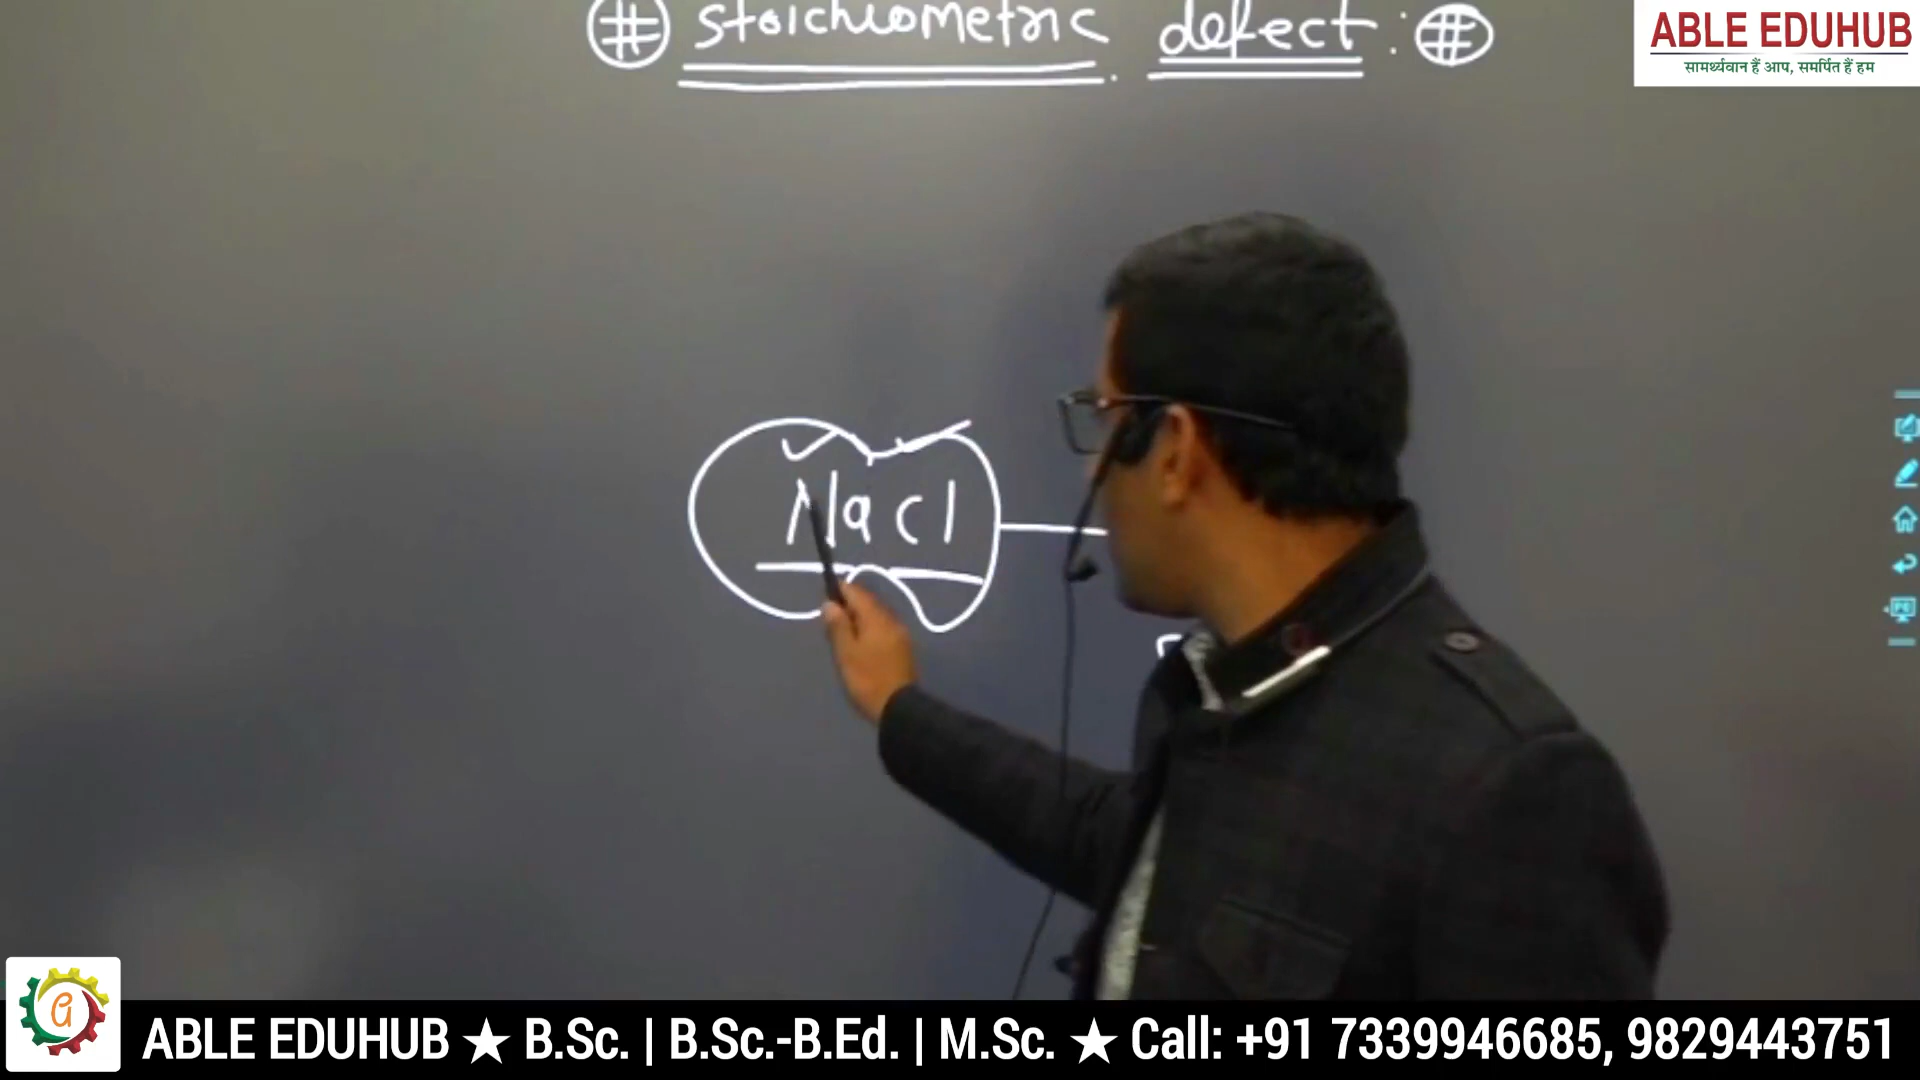 # stoichiometric defect : #
ABLE EDUHUB
सामर्थ्यवान हैं आप, समर्पित हैं हम
NaCl
ABLE EDUHUB ★ B.Sc. | B.Sc.-B.Ed. | M.Sc. ★ Call: +91 7339946685, 9829443751